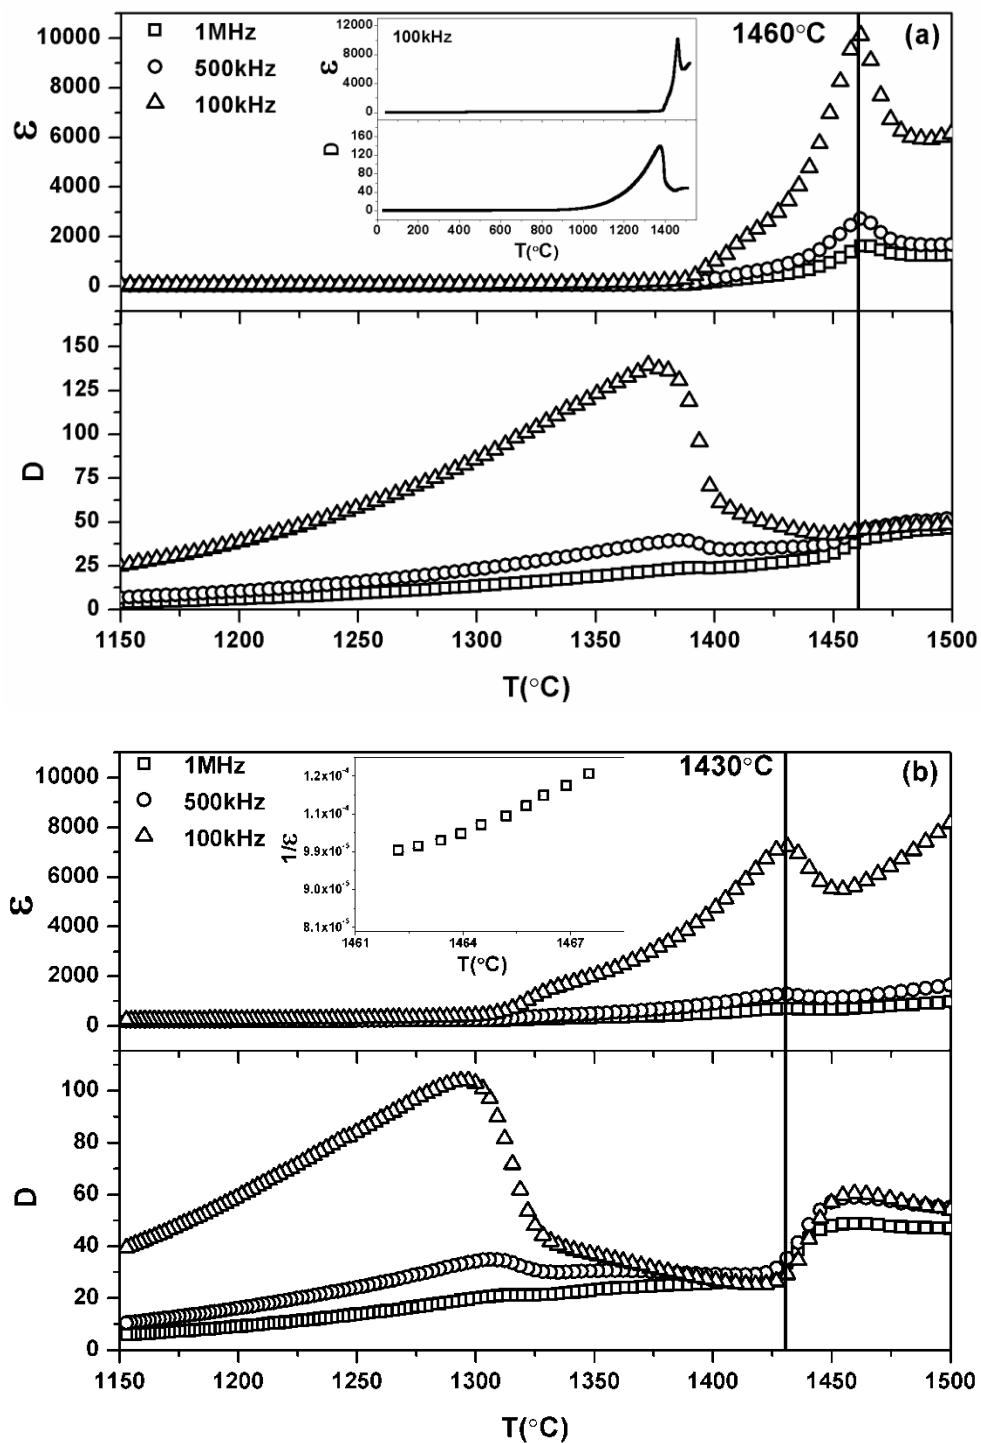 1MHz
500kHz
100kHz
1460°C
(a)
ε
10000
8000
6000
4000
2000
0
100kHz
ε
12000
8000
4000
0
D
160
120
80
40
0
0 200 400 600 800 1000 1200 1400
T(°C)
D
150
125
100
75
50
25
0
1150 1200 1250 1300 1350 1400 1450 1500
T(°C)
1MHz
500kHz
100kHz
1430°C
(b)
ε
10000
8000
6000
4000
2000
0
1/ε
1.2x10⁻⁴
1.1x10⁻⁴
9.9x10⁻⁵
9.0x10⁻⁵
8.1x10⁻⁵
1461 1464 1467
T(°C)
D
100
80
60
40
20
0
1150 1200 1250 1300 1350 1400 1450 1500
T(°C)